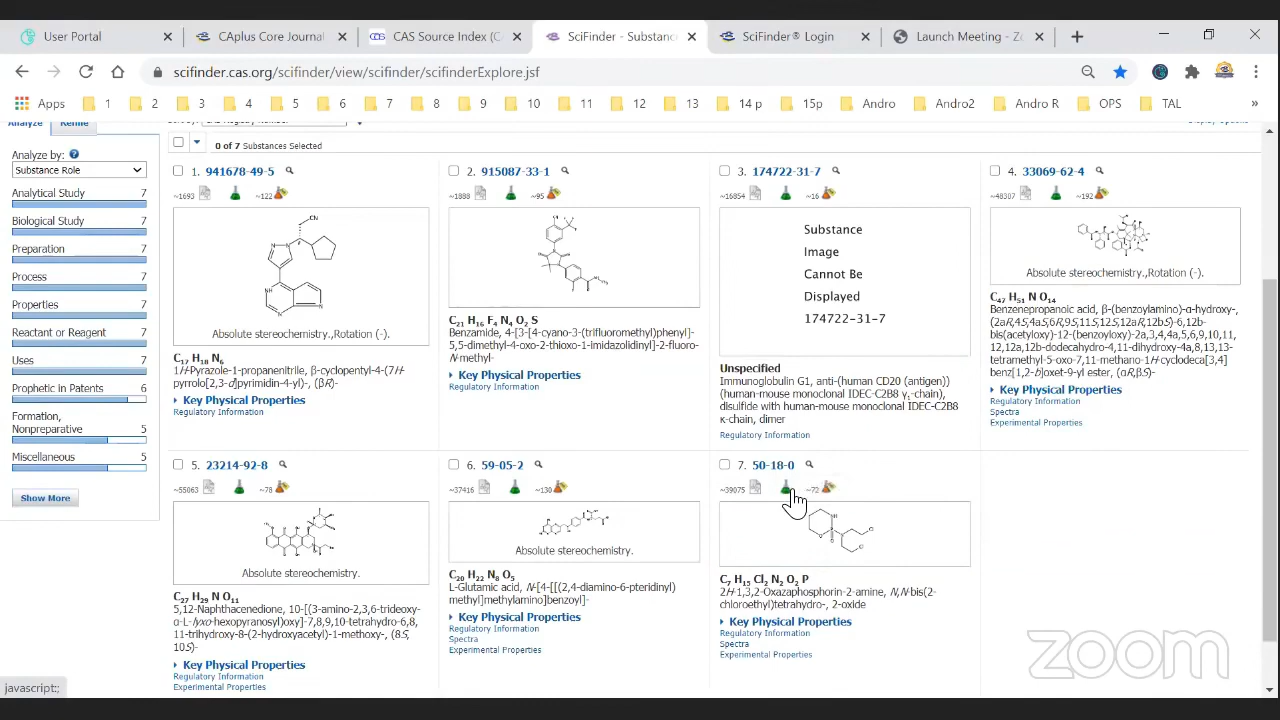 User Portal
CAplus Core Journal
CAS Source Index (C
SciFinder - Substanc
SciFinder® Login
Launch Meeting - Zo
scifinder.cas.org/scifinder/view/scifinder/scifinderExplore.jsf
Apps 1 2 3 4 5 6 7 8 9 10 11 12 13 14 p 15p Andro Andro2 Andro R OPS TAL »
Analyze Refine
Analyze by:
Substance Role
Analytical Study 7
Biological Study 7
Preparation 7
Process 7
Properties 7
Reactant or Reagent 7
Uses 7
Prophetic in Patents 6
Formation,
Nonpreparative 5
Miscellaneous 5
Show More
0 of 7 Substances Selected
1. 941678-49-5
~1693 ~122
CN
Absolute stereochemistry.,Rotation (-).
C17 H18 N6
1H-Pyrazole-1-propanenitrile, β-cyclopentyl-4-(7H-
pyrrolo[2,3-d]pyrimidin-4-yl)-, (βR)-
Key Physical Properties
Regulatory Information
2. 915087-33-1
~1888 ~95
C21 H16 F4 N4 O2 S
Benzamide, 4-[3-[4-cyano-3-(trifluoromethyl)phenyl]-
5,5-dimethyl-4-oxo-2-thioxo-1-imidazolidinyl]-2-fluoro-
N-methyl-
Key Physical Properties
Regulatory Information
3. 174722-31-7
~16854 ~16
Substance
Image
Cannot Be
Displayed
174722-31-7
Unspecified
Immunoglobulin G1, anti-(human CD20 (antigen))
(human-mouse monoclonal IDEC-C2B8 γ1-chain),
disulfide with human-mouse monoclonal IDEC-C2B8
κ-chain, dimer
Regulatory Information
4. 33069-62-4
~48387 ~192
Absolute stereochemistry.,Rotation (-).
C47 H51 N O14
Benzenepropanoic acid, β-(benzoylamino)-α-hydroxy-,
(2aR,4S,4aS,6R,9S,11S,12S,12aR,12bS)-6,12b-
bis(acetyloxy)-12-(benzoyloxy)-2a,3,4,4a,5,6,9,10,11,
12,12a,12b-dodecahydro-4,11-dihydroxy-4a,8,13,13-
tetramethyl-5-oxo-7,11-methano-1H-cyclodeca[3,4]
benz[1,2-b]oxet-9-yl ester, (αR,βS)-
Key Physical Properties
Regulatory Information
Spectra
Experimental Properties
5. 23214-92-8
~55063 ~78
Absolute stereochemistry.
C27 H29 N O11
5,12-Naphthacenedione, 10-[(3-amino-2,3,6-trideoxy-
α-L-lyxo-hexopyranosyl)oxy]-7,8,9,10-tetrahydro-6,8,
11-trihydroxy-8-(2-hydroxyacetyl)-1-methoxy-, (8S,
10S)-
Key Physical Properties
Regulatory Information
Experimental Properties
6. 59-05-2
~37416 ~130
Absolute stereochemistry.
C20 H22 N8 O5
L-Glutamic acid, N-[4-[[(2,4-diamino-6-pteridinyl)
methyl]methylamino]benzoyl]-
Key Physical Properties
Regulatory Information
Spectra
Experimental Properties
7. 50-18-0
~39075 ~72
C7 H15 Cl2 N2 O2 P
2H-1,3,2-Oxazaphosphorin-2-amine, N,N-bis(2-
chloroethyl)tetrahydro-, 2-oxide
Key Physical Properties
Regulatory Information
Spectra
Experimental Properties
javascript:;
zoom